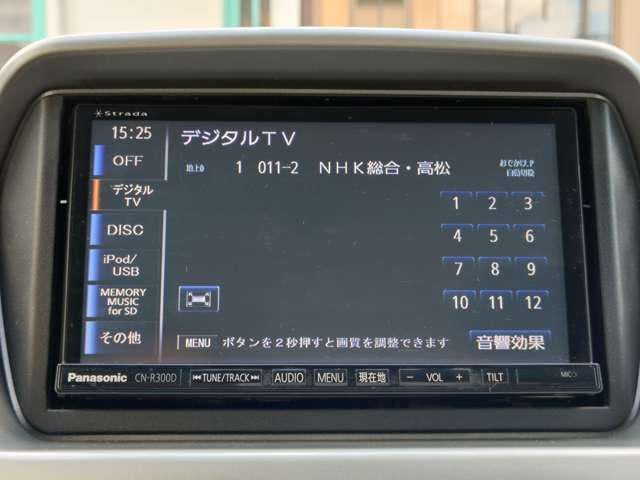 Strada
15:25
デジタルTV
OFF
地上D 1 011-2 NHK総合・高松
おでかけ,P
自動切換
デジタル
TV
1 2 3
DISC
4 5 6
iPod/
USB
7 8 9
MEMORY
MUSIC
for SD
10 11 12
その他
MENU ボタンを2秒押すと画質を調整できます
音響効果
Panasonic CN-R300D TUNE/TRACK AUDIO MENU 現在地 − VOL + TILT MIC